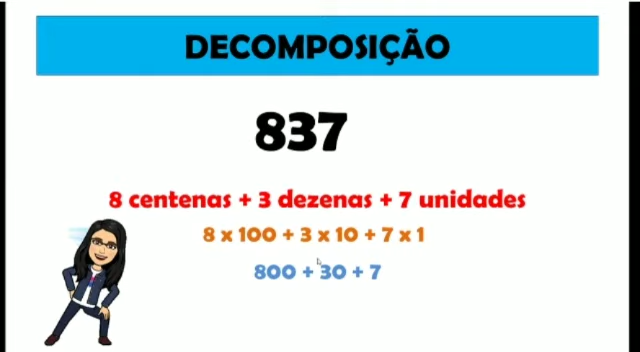 DECOMPOSIÇÃO
837
8 centenas + 3 dezenas + 7 unidades
8 x 100 + 3 x 10 + 7 x 1
800 + 30 + 7